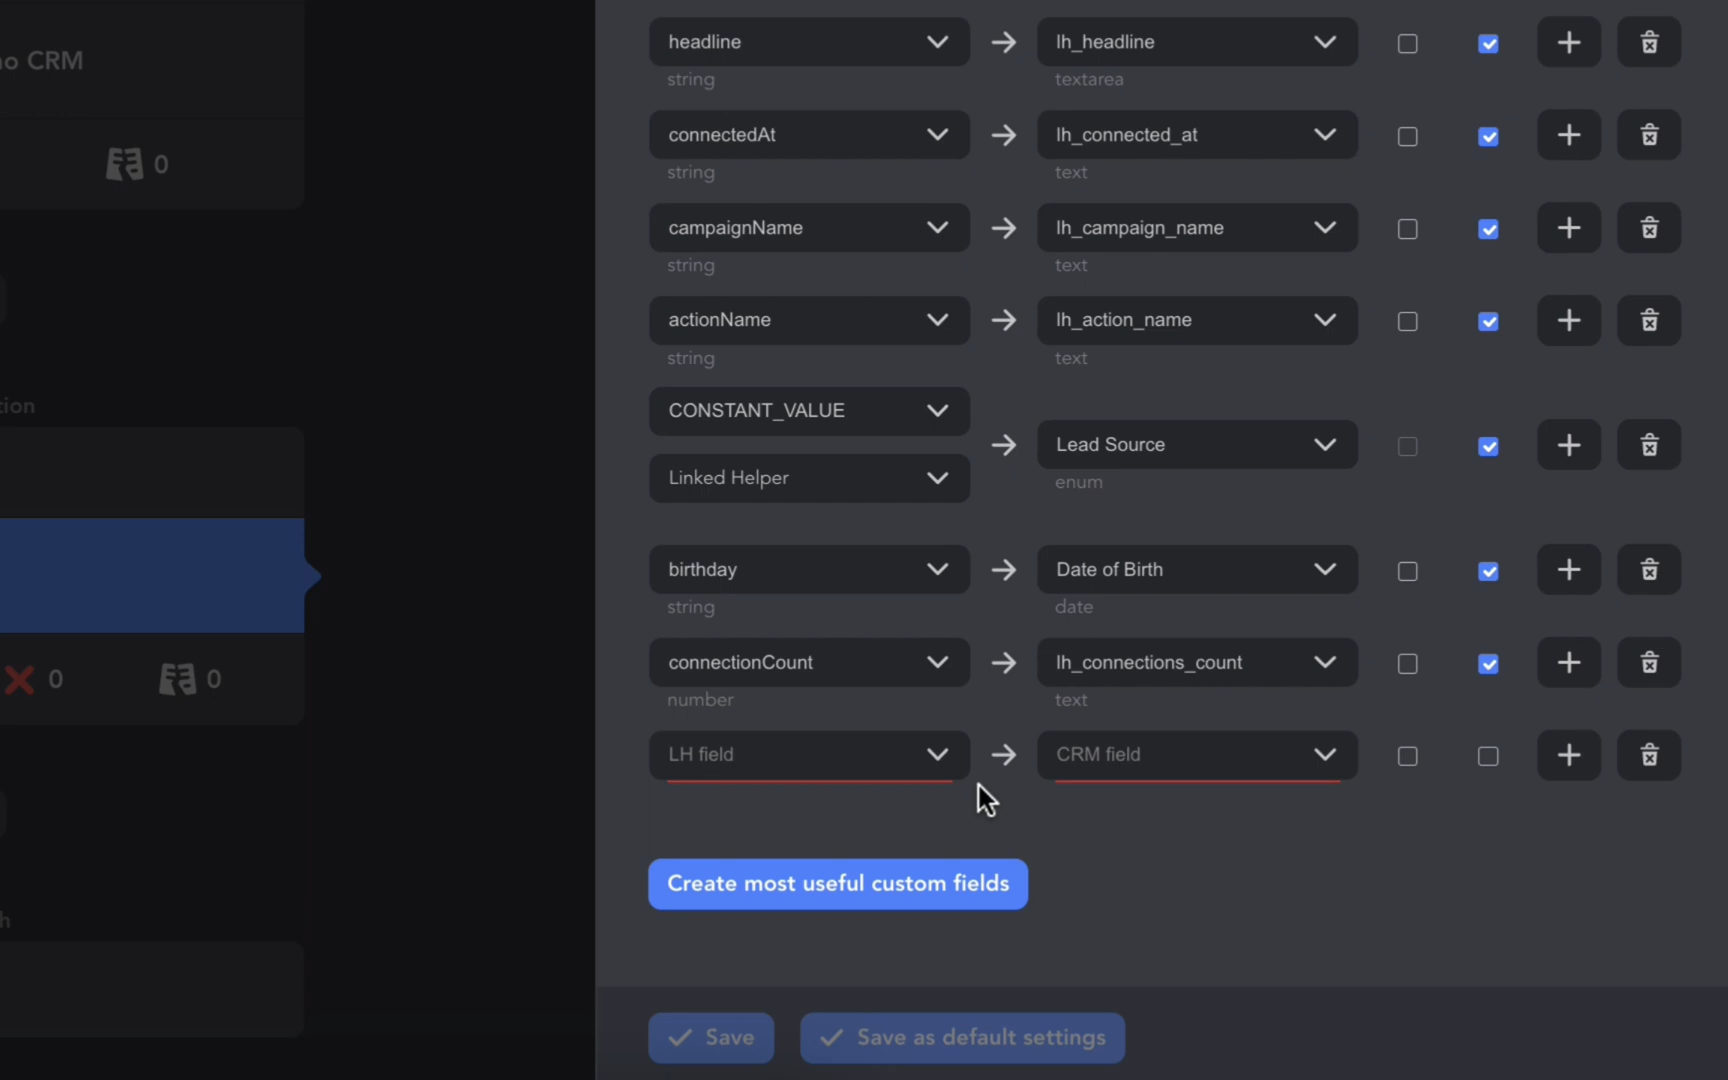 no CRM
0
tion
0
0
h
headline
lh_headline
string
textarea
connectedAt
lh_connected_at
string
text
campaignName
lh_campaign_name
string
text
actionName
lh_action_name
string
text
CONSTANT_VALUE
Linked Helper
Lead Source
enum
birthday
Date of Birth
string
date
connectionCount
lh_connections_count
number
text
LH field
CRM field
Create most useful custom fields
Save
Save as default settings